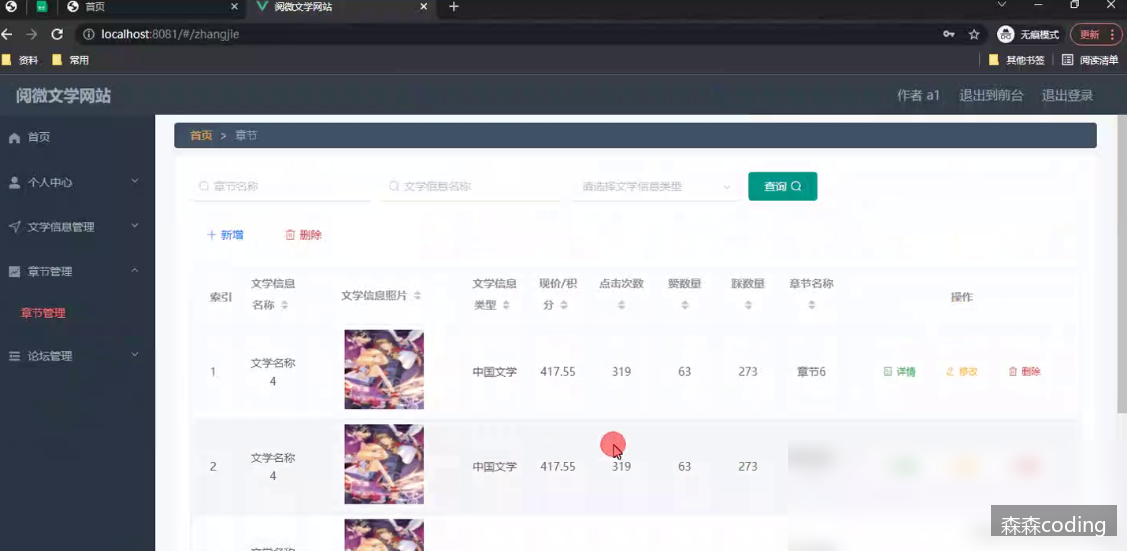 首页
阅微文学网站
localhost:8081/#/zhangjie
无痕模式
更新
资料
常用
其他书签
阅读清单
阅微文学网站
作者 a1
退出到前台
退出登录
首页
个人中心
文学信息管理
章节管理
章节管理
论坛管理
首页 > 章节
章节名称
文学信息名称
请选择文学信息类型
查询
+ 新增
删除
索引
文学信息
名称
文学信息照片
文学信息
类型
现价/积
分
点击次数
赞数量
踩数量
章节名称
操作
1
文学名称
4
中国文学
417.55
319
63
273
章节6
详情
修改
删除
2
文学名称
4
中国文学
417.55
319
63
273
森森coding